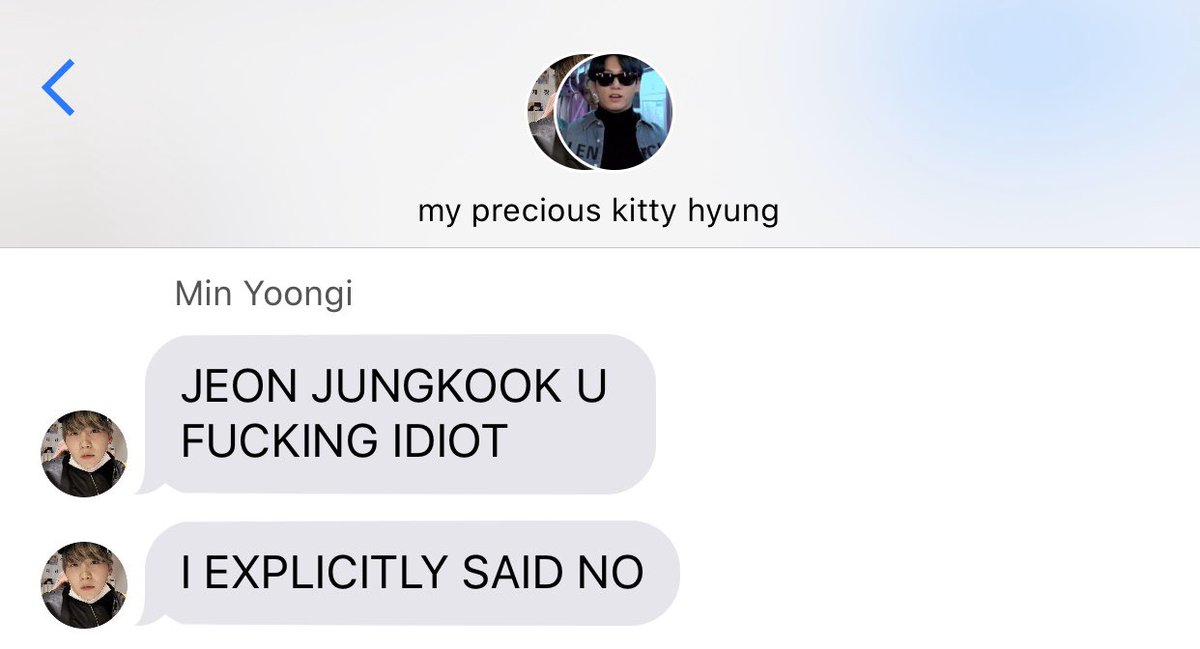 my precious kitty hyung
Min Yoongi
JEON JUNGKOOK U
FUCKING IDIOT
I EXPLICITLY SAID NO